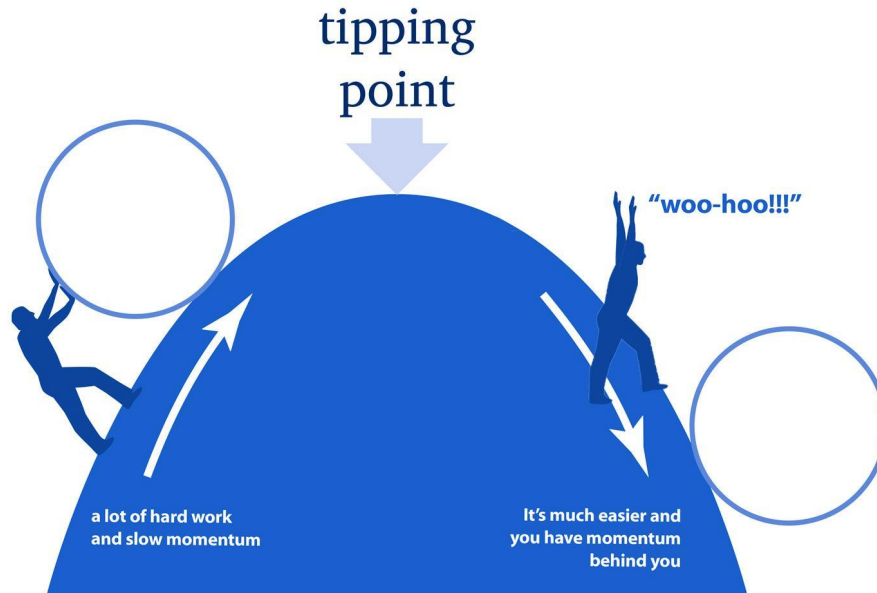 tipping
point
“woo-hoo!!!”
a lot of hard work
and slow momentum
It’s much easier and
you have momentum
behind you